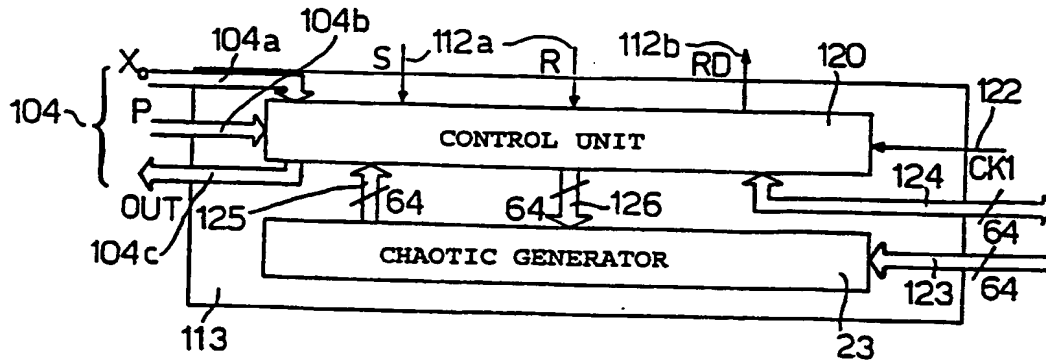 104b
104a
112a
112b
120
X₀
S
R
RD
122
104
P
CONTROL UNIT
CK1
OUT
125
64
64
126
124
64
104c
CHAOTIC GENERATOR
123
64
113
23